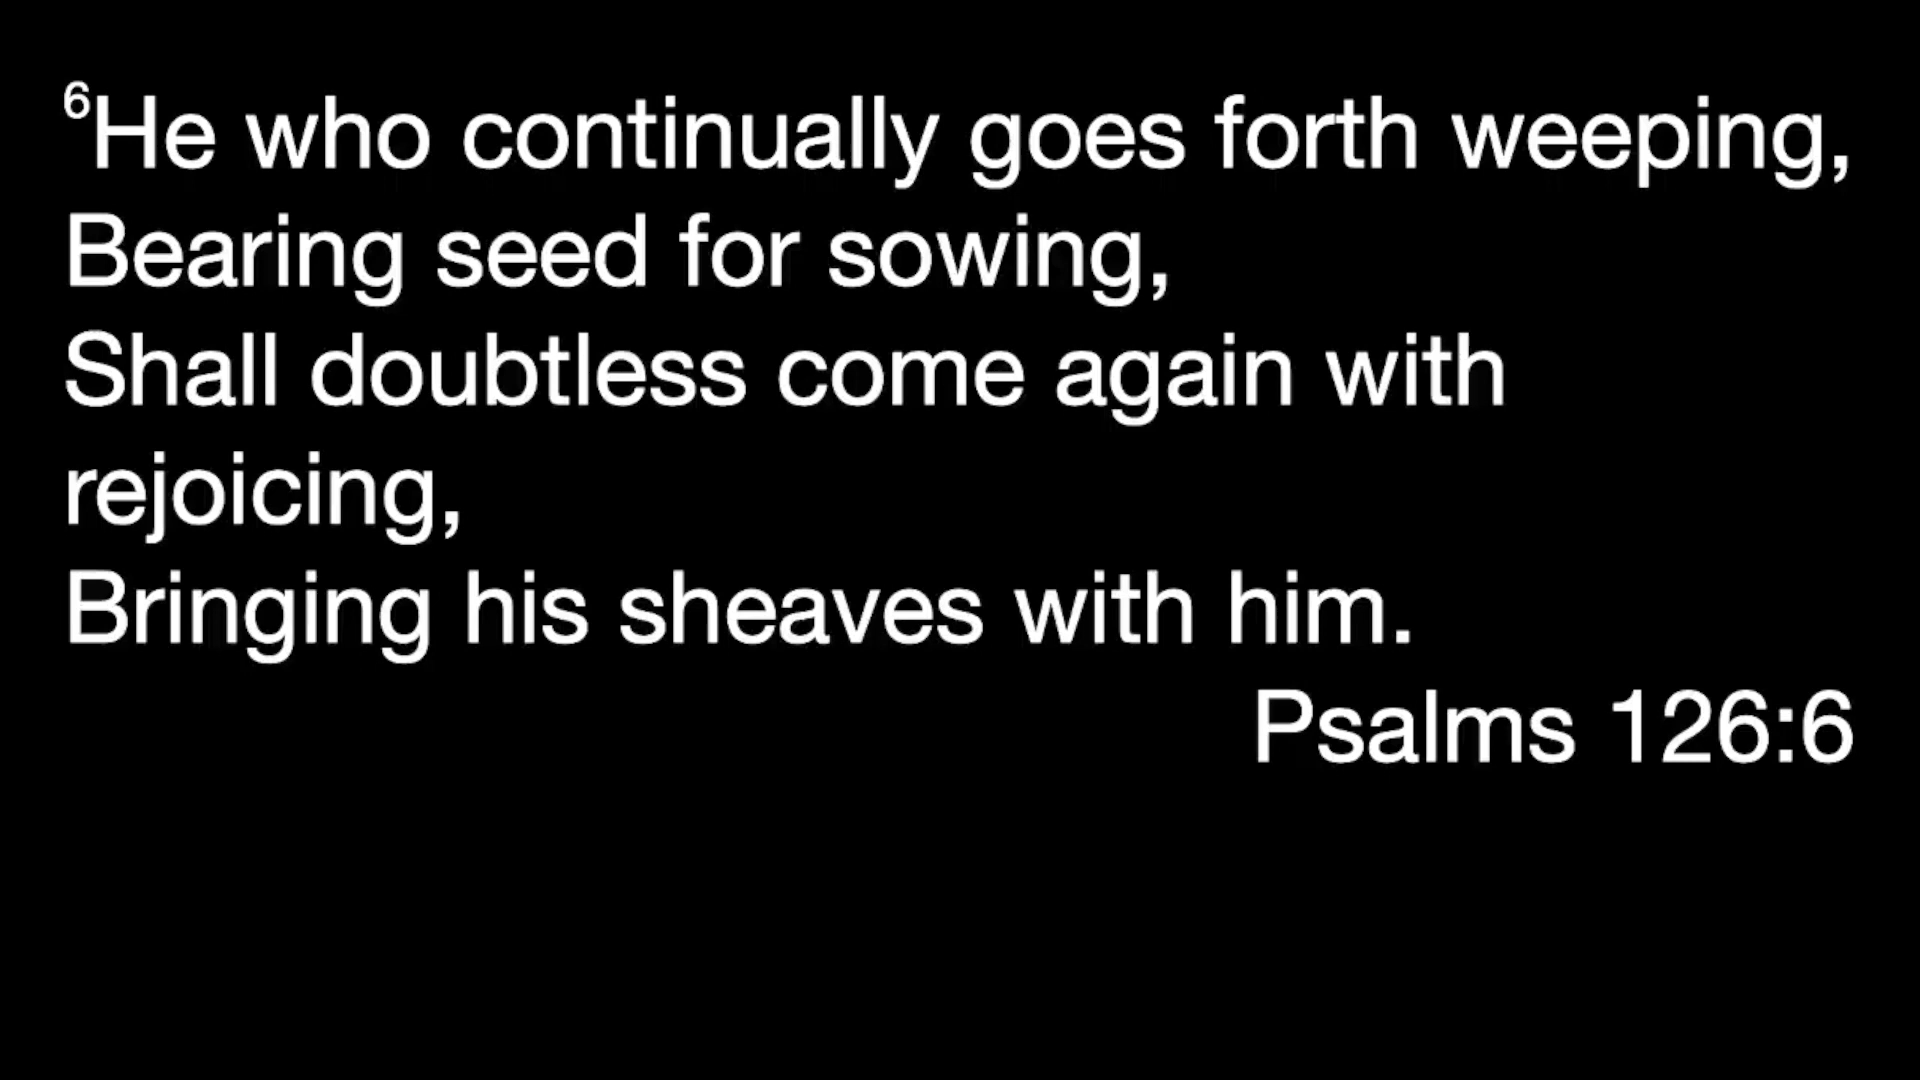 ⁶He who continually goes forth weeping,
Bearing seed for sowing,
Shall doubtless come again with
rejoicing,
Bringing his sheaves with him.
Psalms 126:6